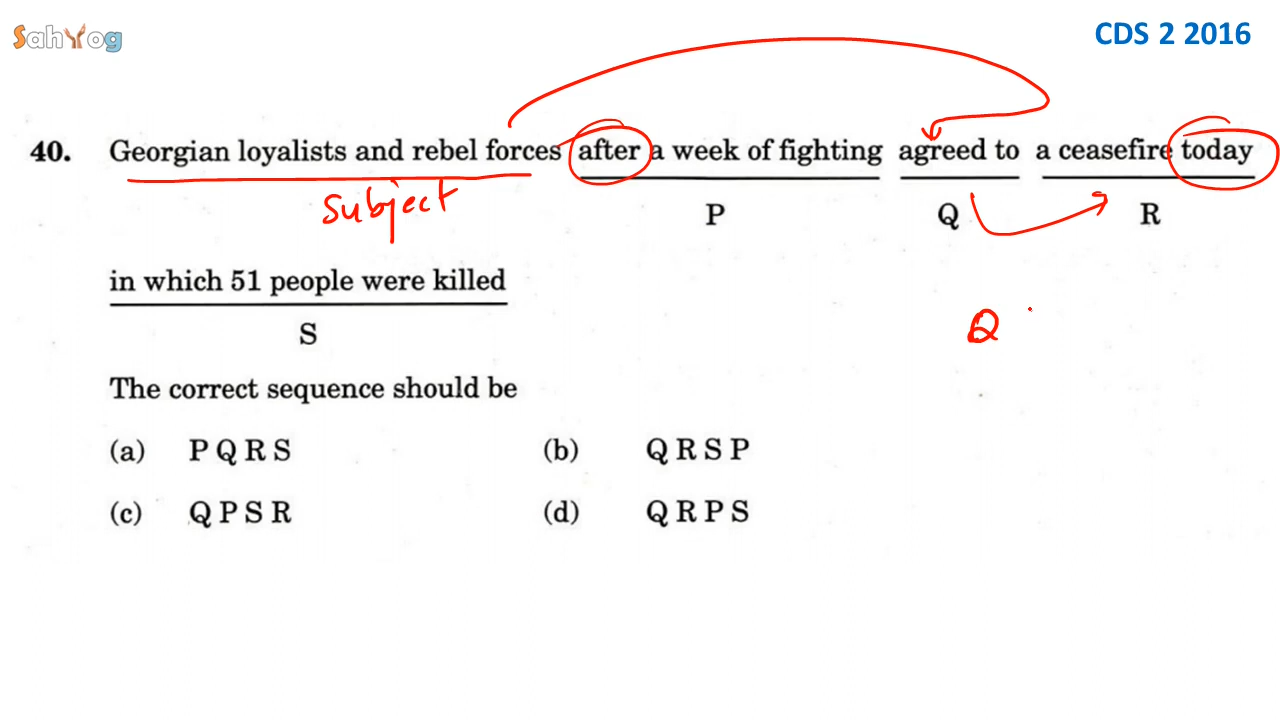 SahYog
CDS 2 2016
40. Georgian loyalists and rebel forces after a week of fighting agreed to a ceasefire today
Subject
P Q R
in which 51 people were killed
S
Q
The correct sequence should be
(a) P Q R S (b) Q R S P
(c) Q P S R (d) Q R P S